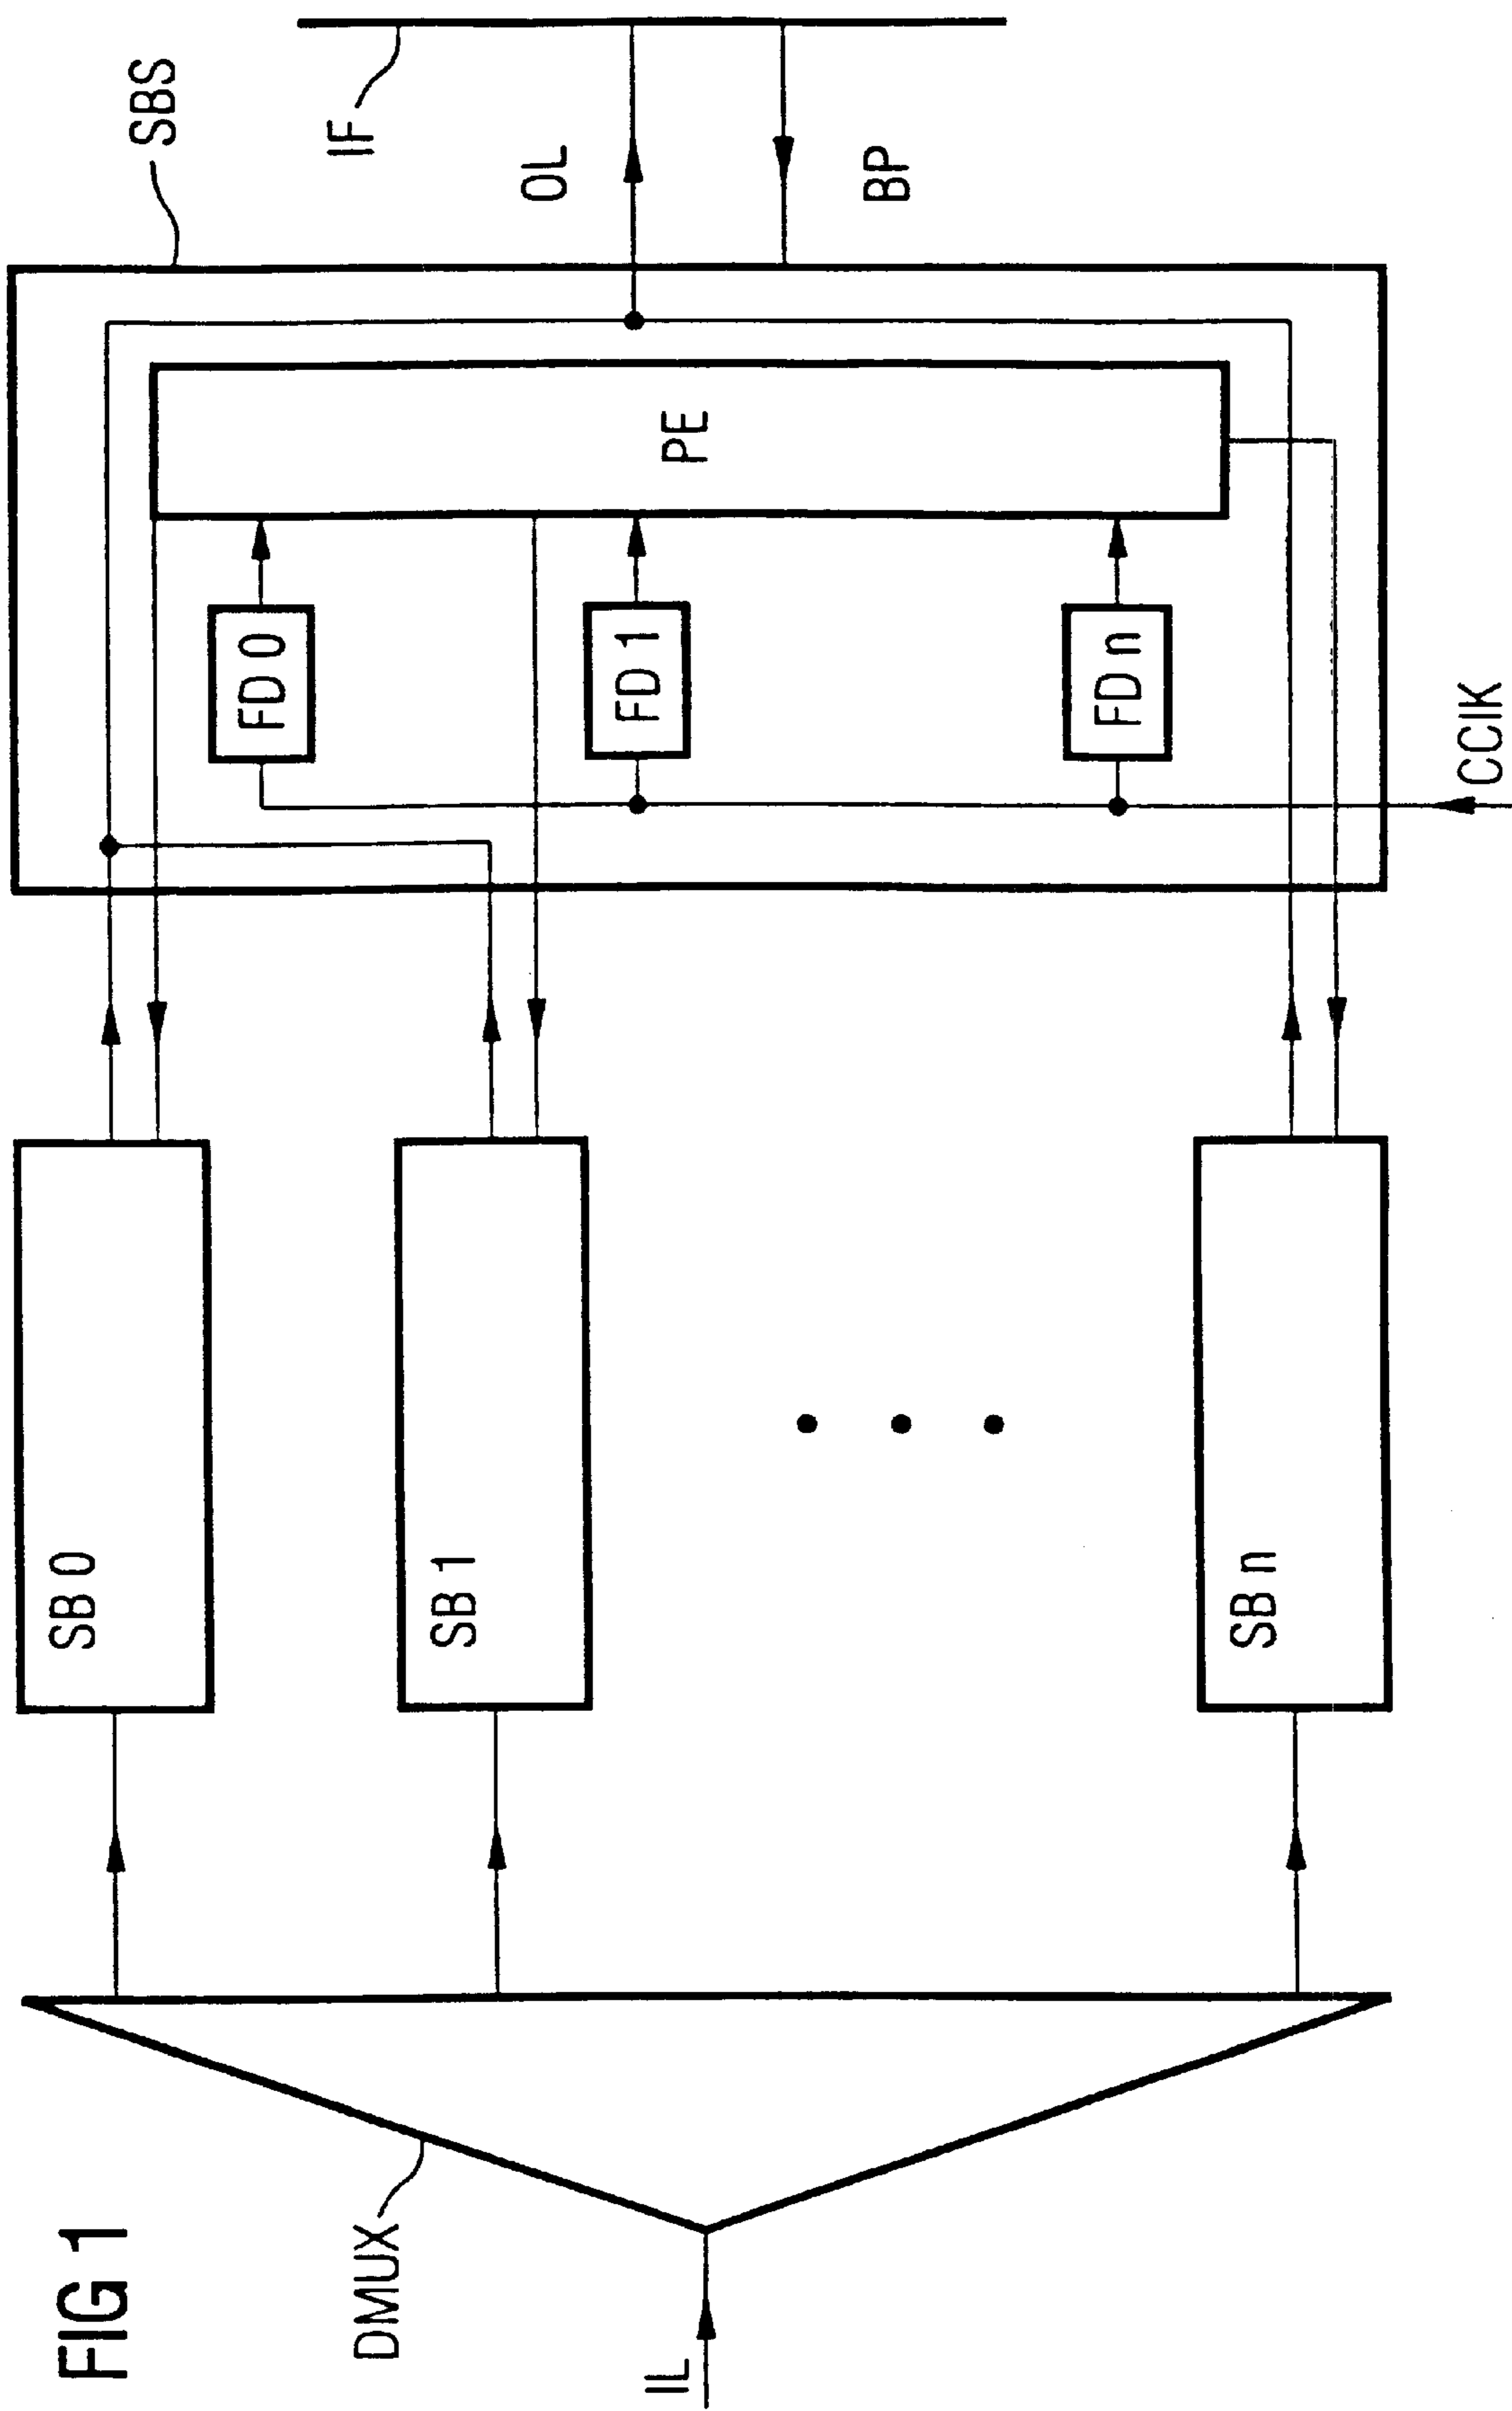 FIG 1
IL
DMUX
SB 0
SB 1
SB n
FD 0
FD 1
FD n
PE
CCIK
SBS
IF
OL
BP